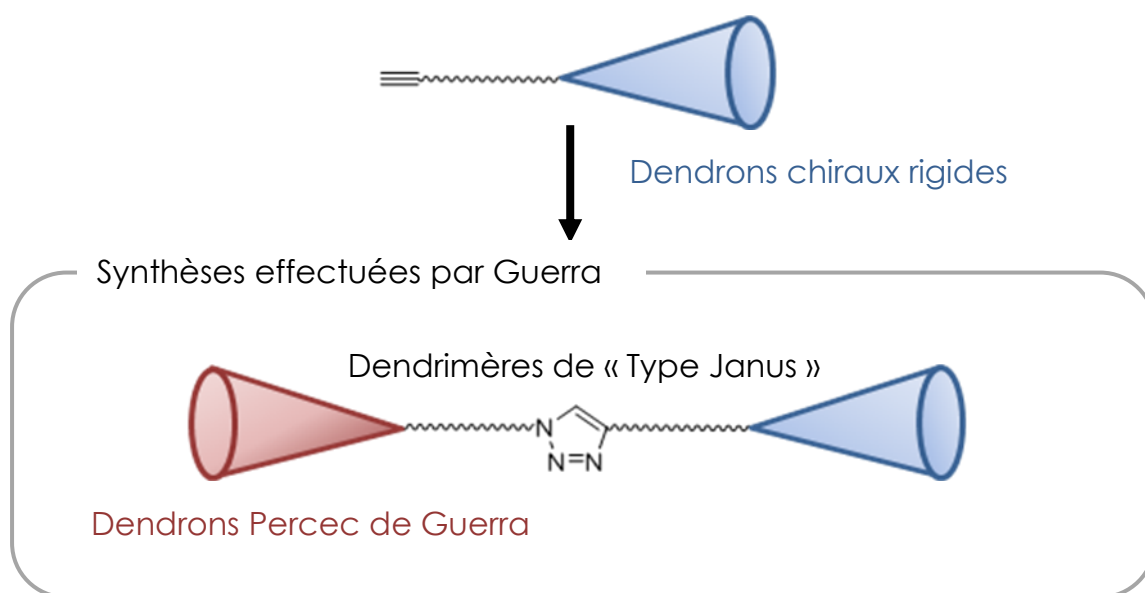 Dendrons chiraux rigides
Synthèses effectuées par Guerra
Dendrimères de « Type Janus »
N
N=N
Dendrons Percec de Guerra